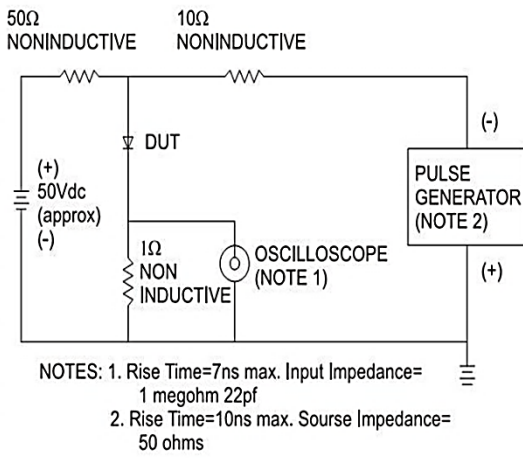 50Ω
NONINDUCTIVE
10Ω
NONINDUCTIVE
DUT
(+)
50Vdc
(approx)
(-)
1Ω
NON
INDUCTIVE
OSCILLOSCOPE
(NOTE 1)
(-)
PULSE
GENERATOR
(NOTE 2)
(+)
NOTES: 1. Rise Time=7ns max. Input Impedance=
1 megohm 22pf
2. Rise Time=10ns max. Sourse Impedance=
50 ohms